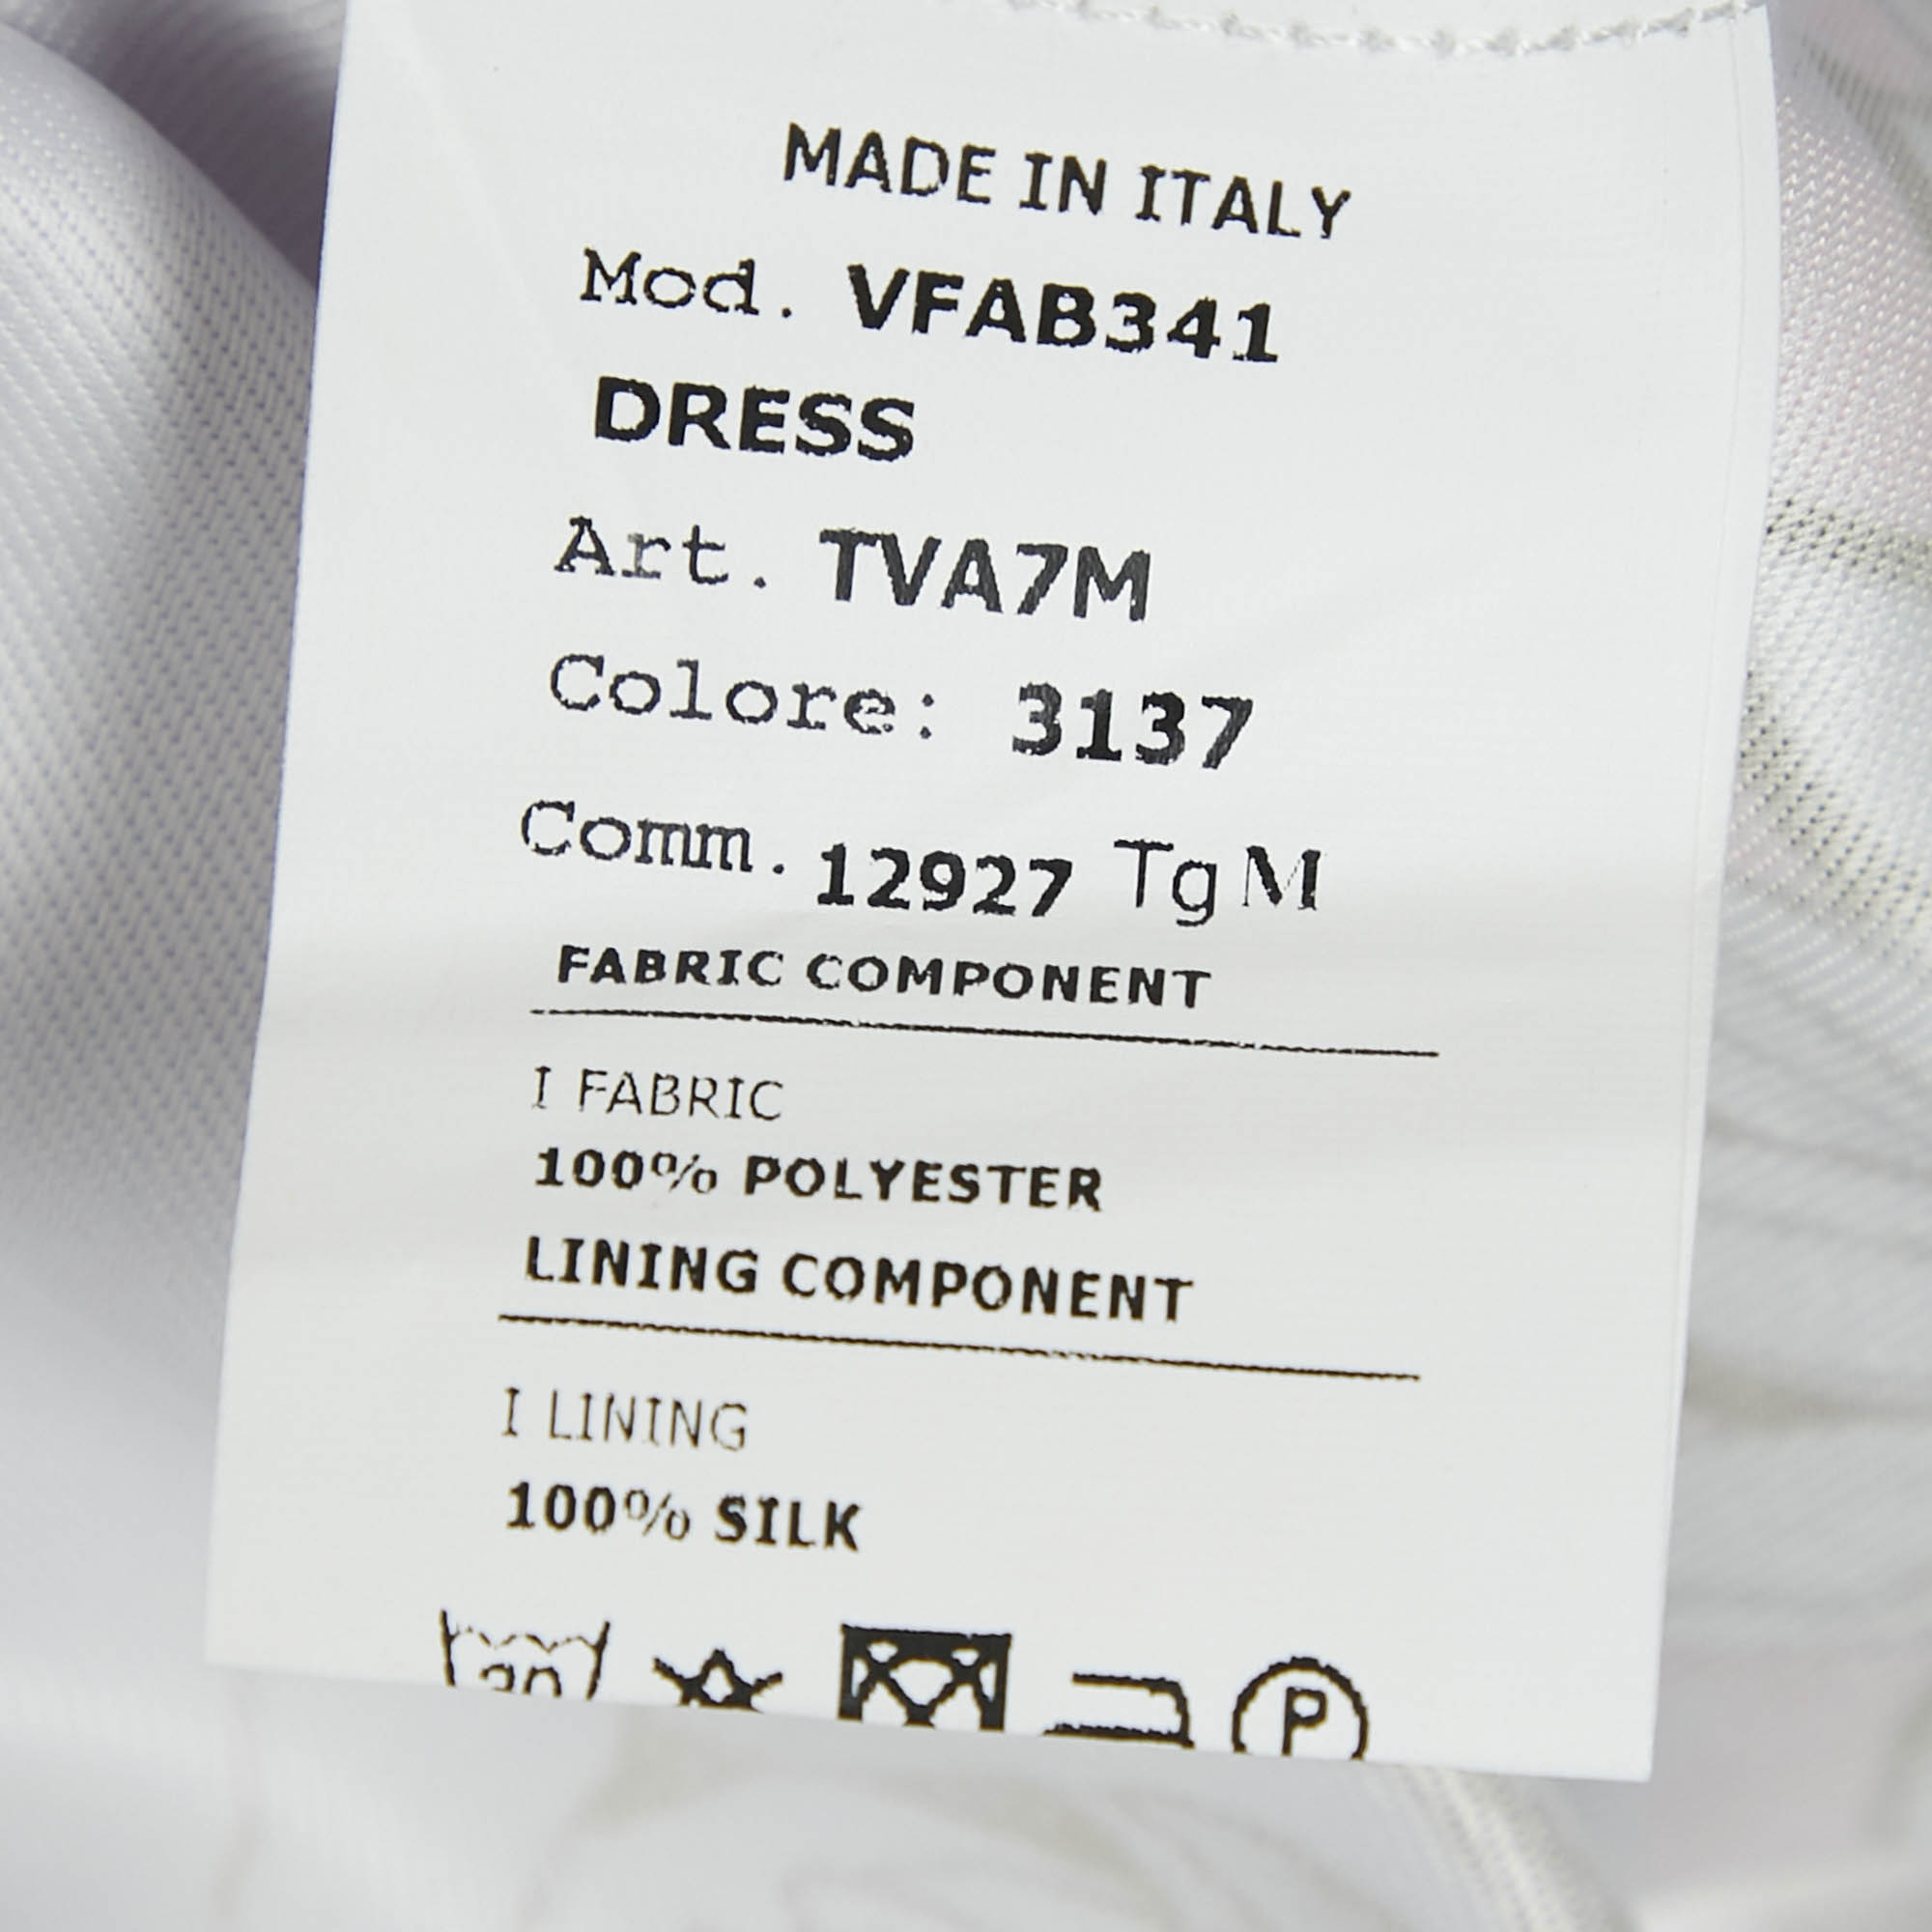 MADE IN ITALY
Mod. VFAB341
DRESS
Art. TVA7M
Colore: 3137
Comm. 12927 Tg M
FABRIC COMPONENT
I FABRIC
100% POLYESTER
LINING COMPONENT
I LINING
100% SILK
30
P